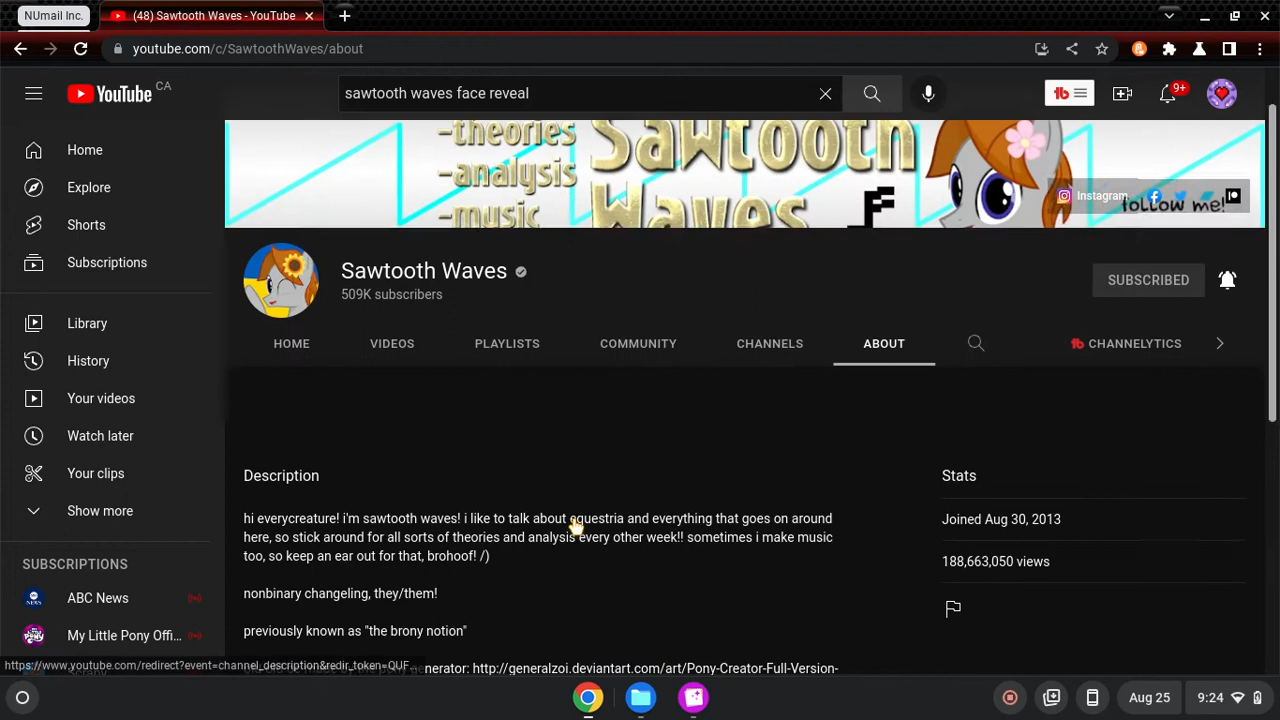 NUmail Inc.
(48) Sawtooth Waves - YouTube
youtube.com/c/SawtoothWaves/about
YouTube CA
sawtooth waves face reveal
9+
Home
Explore
Shorts
Subscriptions
Library
History
Your videos
Watch later
Your clips
Show more
SUBSCRIPTIONS
ABC News
My Little Pony Offi...
-theories
-analysis
-music
Sawtooth
Waves
Instagram
follow me!
Sawtooth Waves
509K subscribers
SUBSCRIBED
HOME
VIDEOS
PLAYLISTS
COMMUNITY
CHANNELS
ABOUT
CHANNELYTICS
Description
hi everycreature! i'm sawtooth waves! i like to talk about equestria and everything that goes on around
here, so stick around for all sorts of theories and analysis every other week!! sometimes i make music
too, so keep an ear out for that, brohoof! /)
nonbinary changeling, they/them!
previously known as "the brony notion"
generator: http://generalzoi.deviantart.com/art/Pony-Creator-Full-Version-
Stats
Joined Aug 30, 2013
188,663,050 views
https://www.youtube.com/redirect?event=channel_description&redir_token=QUF...
Aug 25
9:24